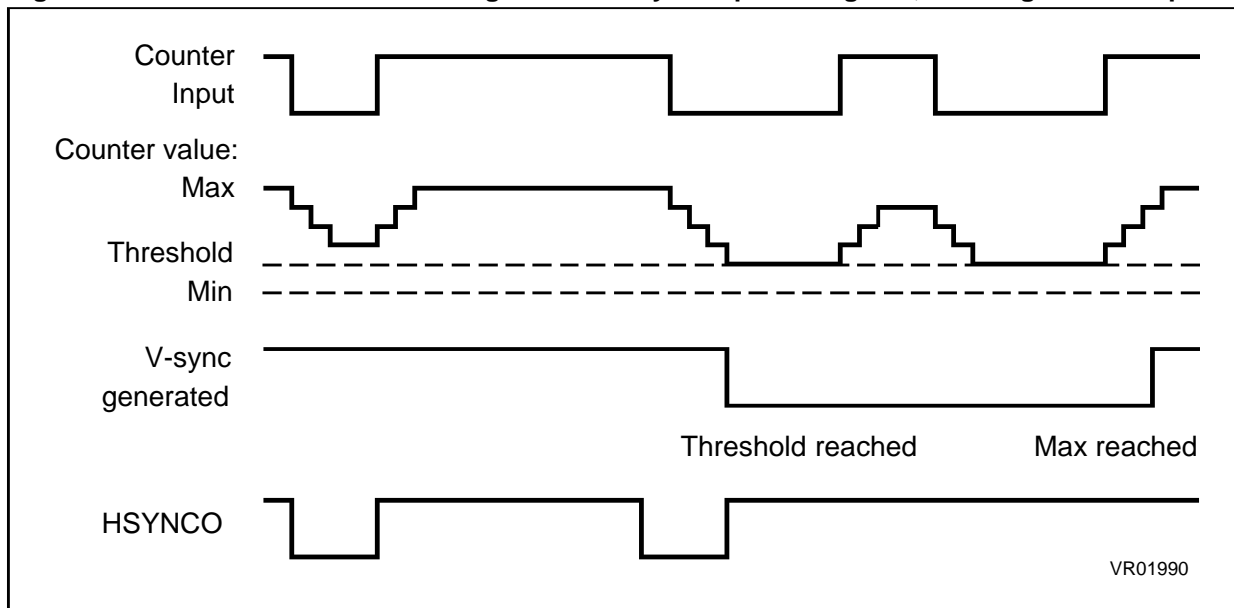 Counter
Input
Counter value:
Max
Threshold
Min
V-sync
generated
Threshold reached Max reached
HSYNCO
VR01990